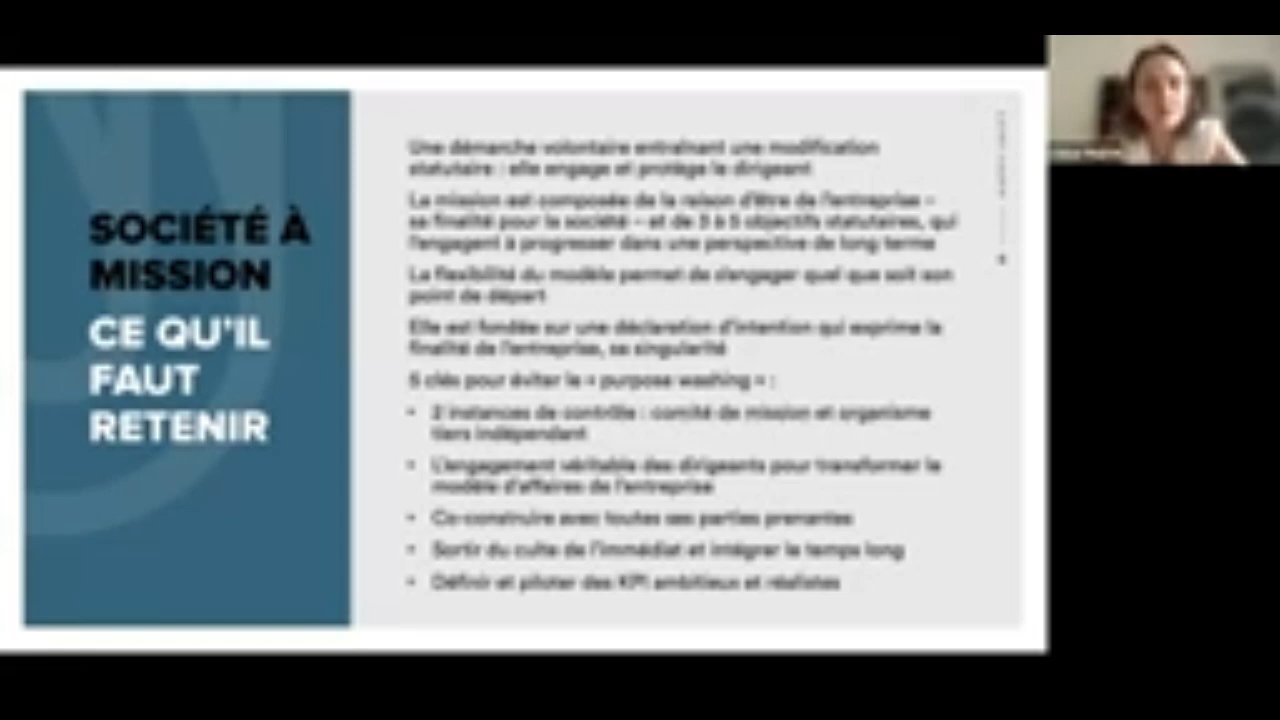 SOCIÉTÉ À
MISSION
CE QU'IL
FAUT
RETENIR
Une démarche volontaire entraînant une modification
statutaire : elle engage et protège le dirigeant
La mission est composée de la raison d'être de l'entreprise –
sa finalité pour la société – et de 3 à 5 objectifs statutaires, qui
l'engagent à progresser dans une perspective de long terme
La flexibilité du modèle permet de s'engager quel que soit son
point de départ
Elle est fondée sur une déclaration d'intention qui exprime la
finalité de l'entreprise, sa singularité
5 clés pour éviter le « purpose washing » :
• 2 instances de contrôle : comité de mission et organisme
tiers indépendant
• L'engagement véritable des dirigeants pour transformer le
modèle d'affaires de l'entreprise
• Co-construire avec toutes ses parties prenantes
• Sortir du culte de l'immédiat et intégrer le temps long
• Définir et piloter des KPI ambitieux et réalistes